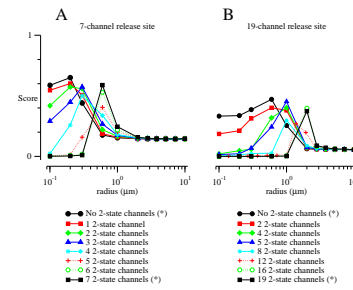 A
7-channel release site
B
19-channel release site
1
1
Score
0
0
10⁻¹ 10⁰ 10¹
10⁻¹ 10⁰ 10¹
radius (μm)
radius (μm)
No 2-state channels (*)
1 2-state channels
2 2-state channels
3 2-state channels
4 2-state channels
5 2-state channels
6 2-state channels
7 2-state channels (*)
No 2-state channels (*)
2 2-state channels
4 2-state channels
5 2-state channels
8 2-state channels
12 2-state channels
16 2-state channels
19 2-state channels (*)